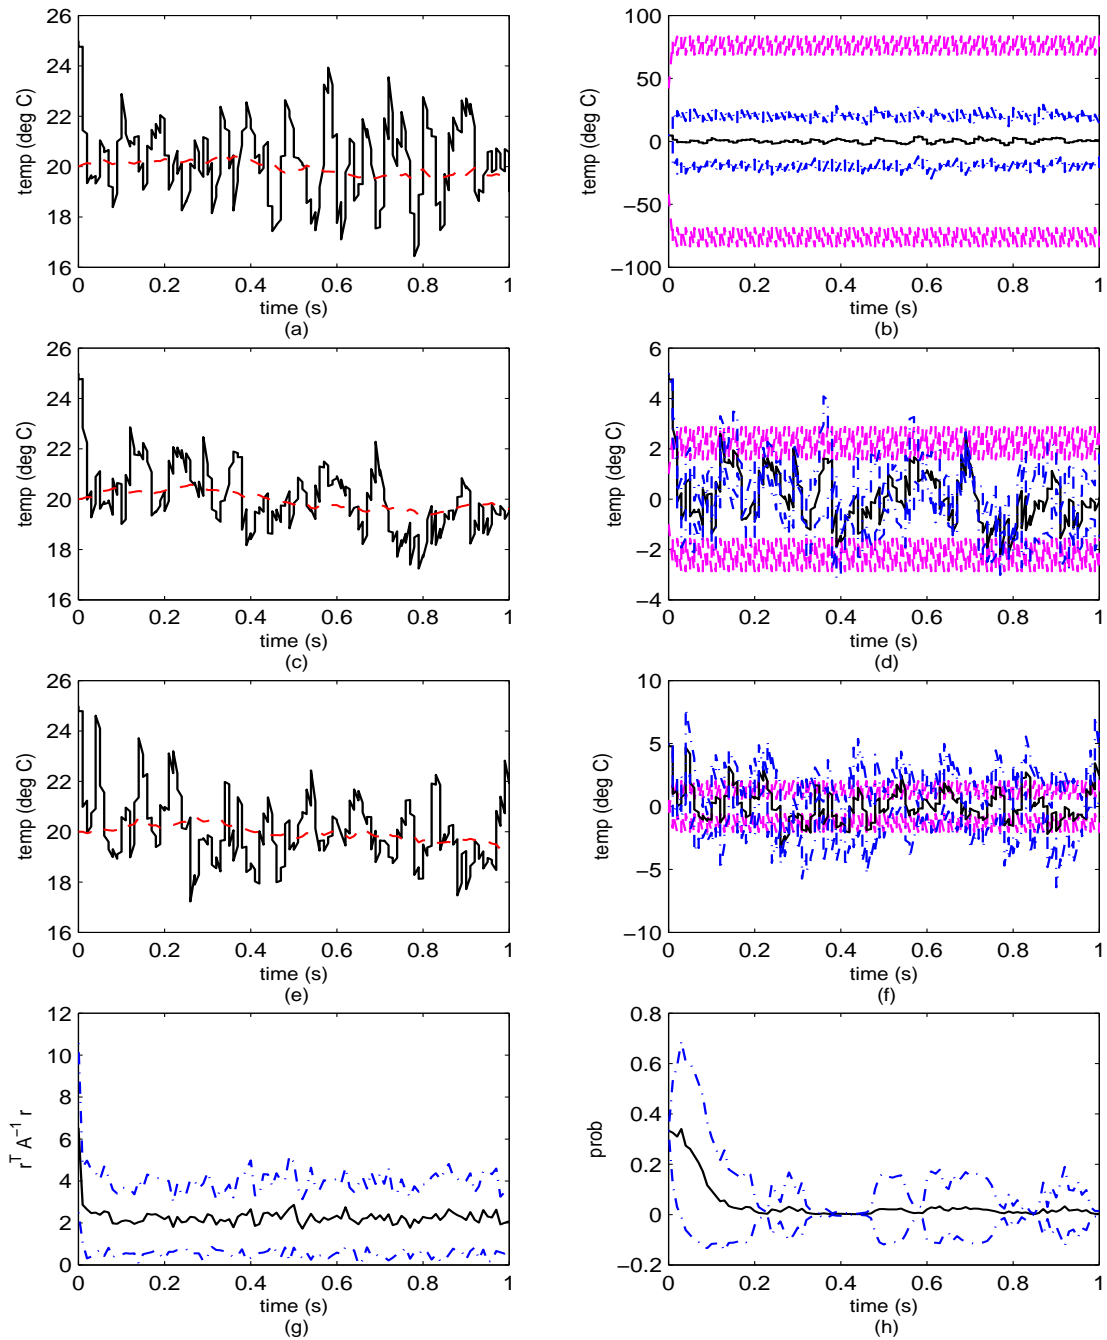 26
24
22
20
18
16
temp (deg C)
0 0.2 0.4 0.6 0.8 1
time (s)
(a)
100
50
0
−50
−100
temp (deg C)
0 0.2 0.4 0.6 0.8 1
time (s)
(b)
26
24
22
20
18
16
temp (deg C)
0 0.2 0.4 0.6 0.8 1
time (s)
(c)
6
4
2
0
−2
−4
temp (deg C)
0 0.2 0.4 0.6 0.8 1
time (s)
(d)
26
24
22
20
18
16
temp (deg C)
0 0.2 0.4 0.6 0.8 1
time (s)
(e)
10
5
0
−5
−10
temp (deg C)
0 0.2 0.4 0.6 0.8 1
time (s)
(f)
12
10
8
6
4
2
0
r^T A^−1 r
0 0.2 0.4 0.6 0.8 1
time (s)
(g)
0.8
0.6
0.4
0.2
0
−0.2
prob
0 0.2 0.4 0.6 0.8 1
time (s)
(h)